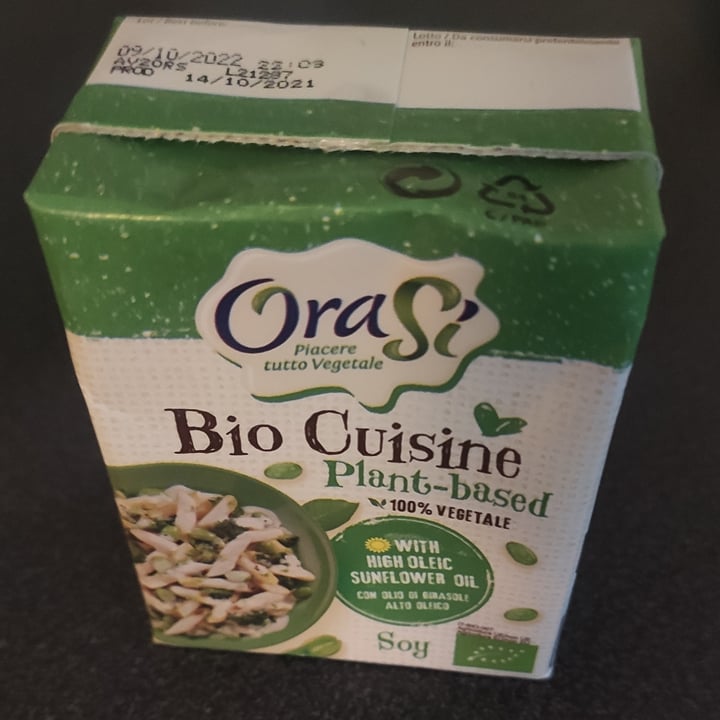 Lot / Best before:
Lotto / Da consumarsi preferibilmente
entro il:
09/10/2022 22:03
AV20RS L21287
PROD 14/10/2021
OraSì
Piacere
tutto Vegetale
Bio Cuisine
Plant-based
100% VEGETALE
WITH
HIGH OLEIC
SUNFLOWER OIL
CON OLIO DI GIRASOLE
ALTO OLEICO
Soy